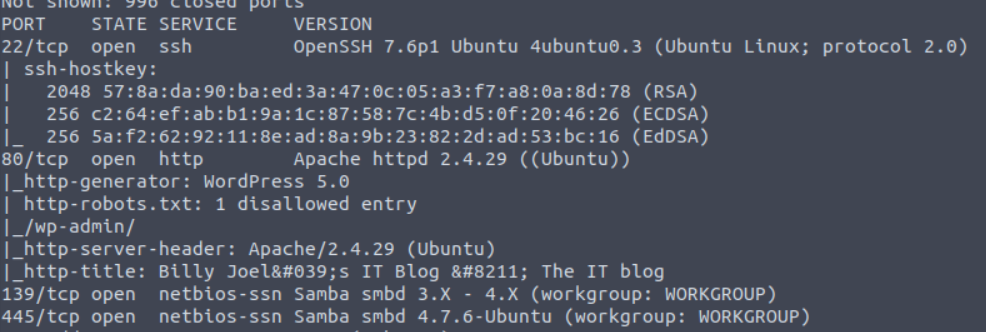 Not shown: 996 closed ports
PORT    STATE SERVICE     VERSION
22/tcp  open  ssh         OpenSSH 7.6p1 Ubuntu 4ubuntu0.3 (Ubuntu Linux; protocol 2.0)
| ssh-hostkey:
|   2048 57:8a:da:90:ba:ed:3a:47:0c:05:a3:f7:a8:0a:8d:78 (RSA)
|   256 c2:64:ef:ab:b1:9a:1c:87:58:7c:4b:d5:0f:20:46:26 (ECDSA)
|_  256 5a:f2:62:92:11:8e:ad:8a:9b:23:82:2d:ad:53:bc:16 (EdDSA)
80/tcp  open  http        Apache httpd 2.4.29 ((Ubuntu))
|_http-generator: WordPress 5.0
| http-robots.txt: 1 disallowed entry
|_/wp-admin/
|_http-server-header: Apache/2.4.29 (Ubuntu)
|_http-title: Billy Joel&#039;s IT Blog &#8211; The IT blog
139/tcp open  netbios-ssn Samba smbd 3.X - 4.X (workgroup: WORKGROUP)
445/tcp open  netbios-ssn Samba smbd 4.7.6-Ubuntu (workgroup: WORKGROUP)